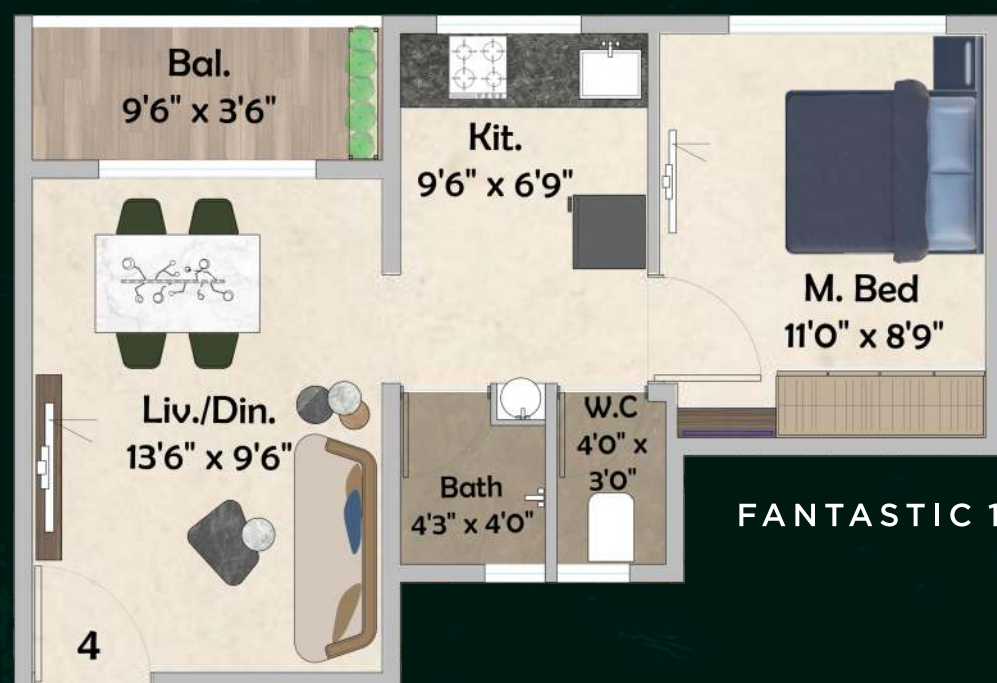 Bal.
9'6" x 3'6"
Kit.
9'6" x 6'9"
M. Bed
11'0" x 8'9"
Liv./Din.
13'6" x 9'6"
W.C
4'0" x
3'0"
Bath
4'3" x 4'0"
FANTASTIC 1
4